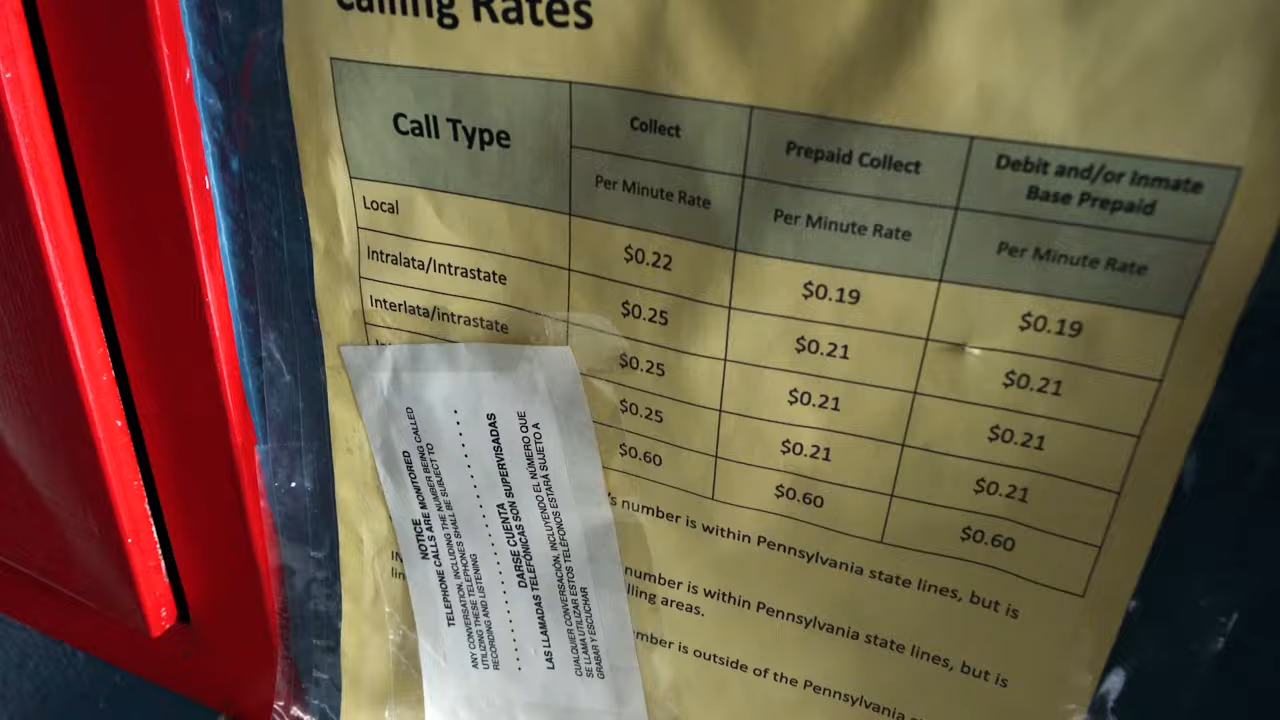 Calling Rates
Call Type
Collect
Prepaid Collect
Debit and/or Inmate
Base Prepaid
Per Minute Rate
Per Minute Rate
Per Minute Rate
Local
$0.22
$0.19
$0.19
Intralata/Intrastate
$0.25
$0.21
$0.21
Interlata/intrastate
$0.25
$0.21
$0.21
$0.25
$0.21
$0.21
$0.60
$0.60
$0.60
's number is within Pennsylvania state lines, but is
number is within Pennsylvania state lines, but is
lling areas.
mber is outside of the Pennsylvania
NOTICE
TELEPHONE CALLS ARE MONITORED
ANY CONVERSATION, INCLUDING THE NUMBER BEING CALLED
UTILIZING THESE TELEPHONES SHALL BE SUBJECT TO
RECORDING AND LISTENING
DARSE CUENTA
LAS LLAMADAS TELEFÓNICAS SON SUPERVISADAS
CUALQUIER CONVERSACIÓN, INCLUYENDO EL NÚMERO QUE
SE LLAMA UTILIZAR ESTOS TELÉFONOS ESTARÁ SUJETO A
GRABAR Y ESCUCHAR